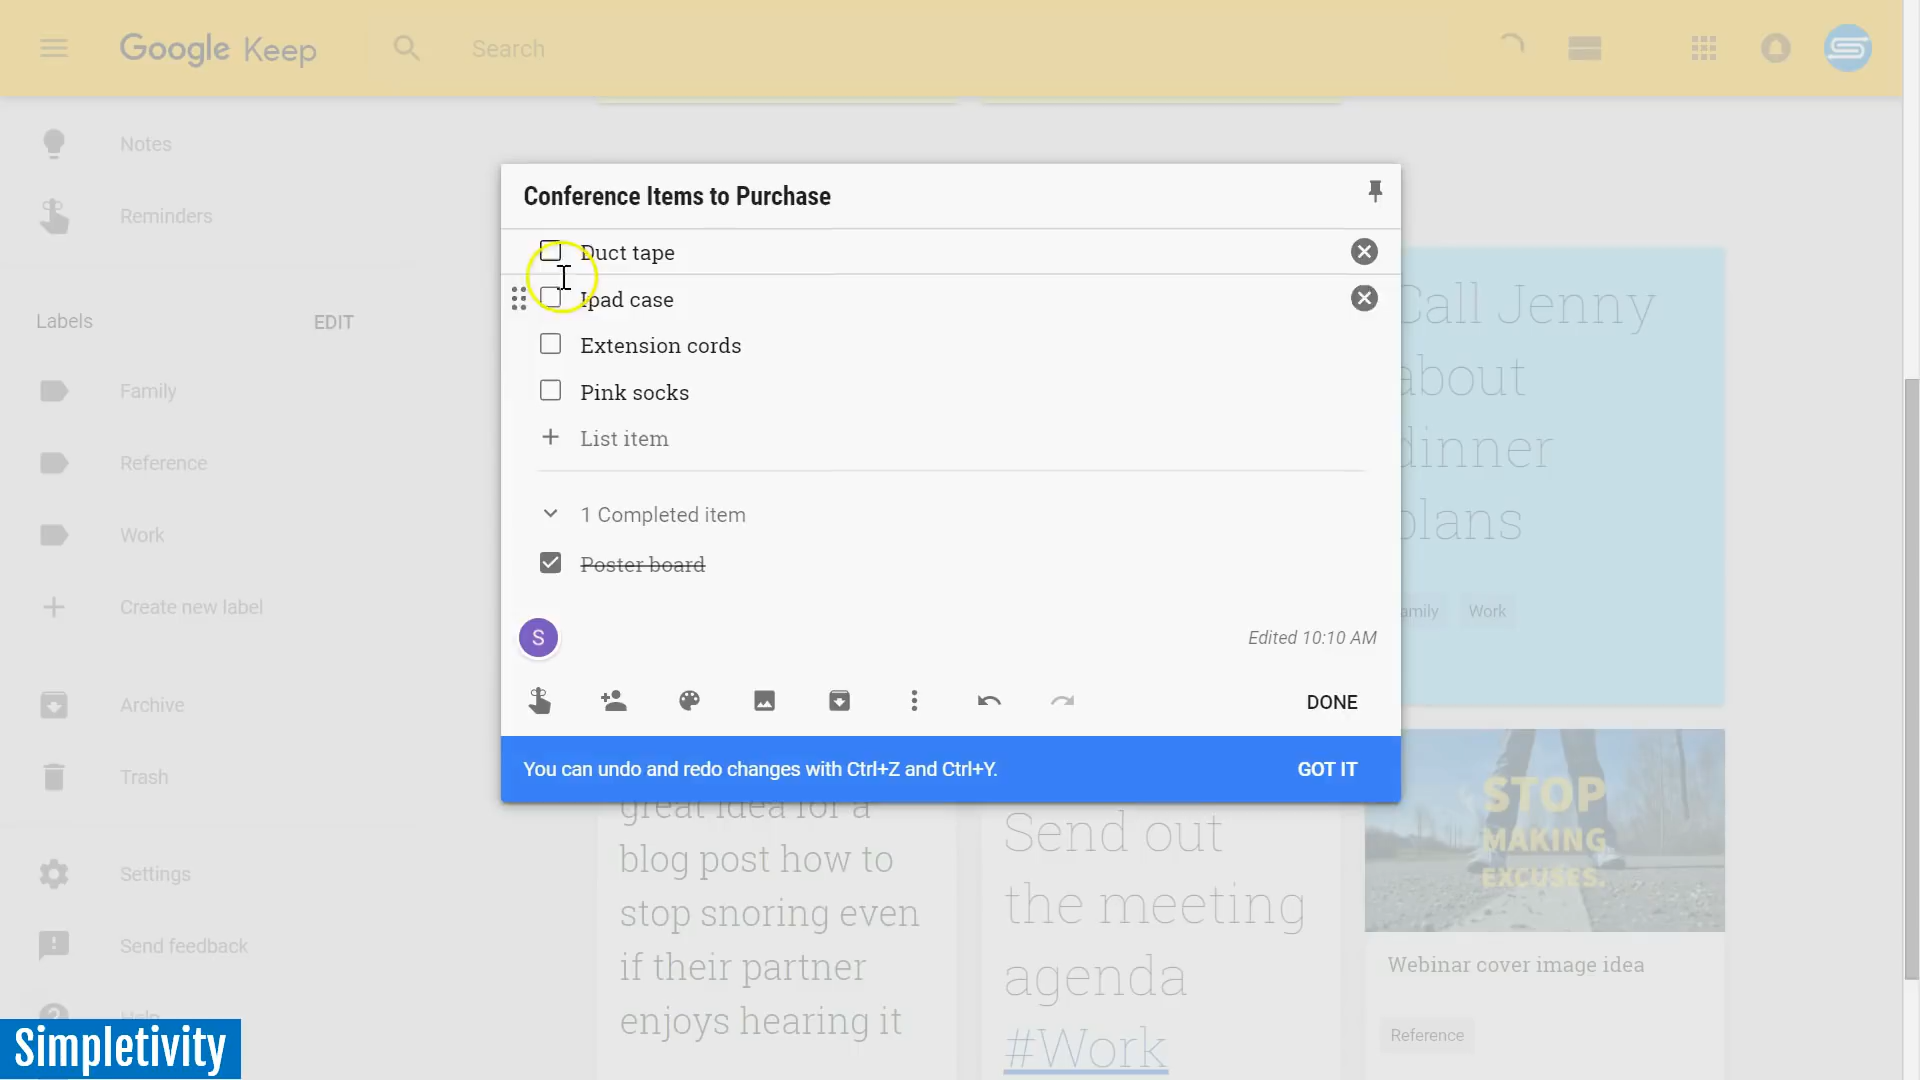 Google Keep
Search
Notes
Reminders
Labels
EDIT
Family
Reference
Work
Create new label
Archive
Trash
Settings
Send feedback
Help
Simpletivity
Conference Items to Purchase
Duct tape
Ipad case
Extension cords
Pink socks
List item
1 Completed item
Poster board
S
Edited 10:10 AM
DONE
You can undo and redo changes with Ctrl+Z and Ctrl+Y.
GOT IT
great idea for a
blog post how to
stop snoring even
if their partner
enjoys hearing it
Send out
the meeting
agenda
#Work
Call Jenny
about
dinner
plans
Work
STOP
MAKING
EXCUSES.
Webinar cover image idea
Reference